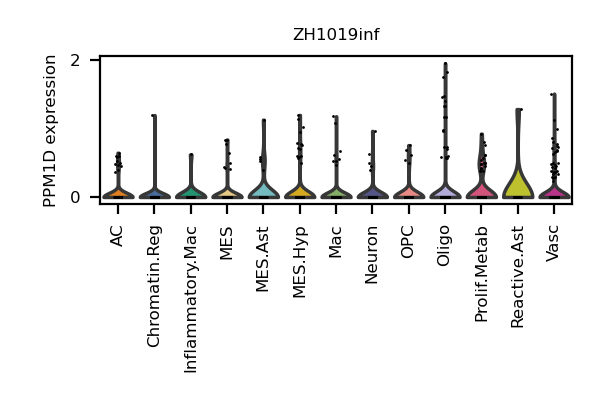 ZH1019inf
PPM1D expression
2
0
AC
Chromatin.Reg
Inflammatory.Mac
MES
MES.Ast
MES.Hyp
Mac
Neuron
OPC
Oligo
Prolif.Metab
Reactive.Ast
Vasc